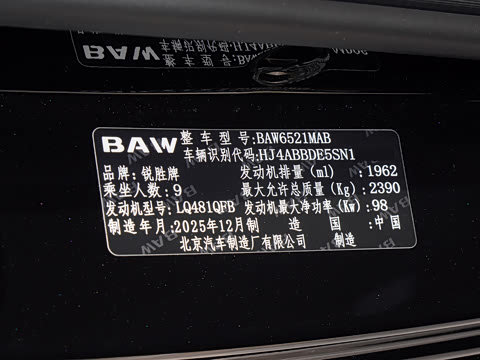 BAW 整车型号:BAW6521MAB
车辆识别代码:HJ4ABBDE5SN1
品牌:锐胜牌 发动机排量(ml):1962
乘坐人数:9 最大允许总质量(Kg):2390
发动机型号:LQ481QFB 发动机最大净功率(Kw):98
制造年月:2025年12月 制造国:中国
北京汽车制造厂有限公司 制造